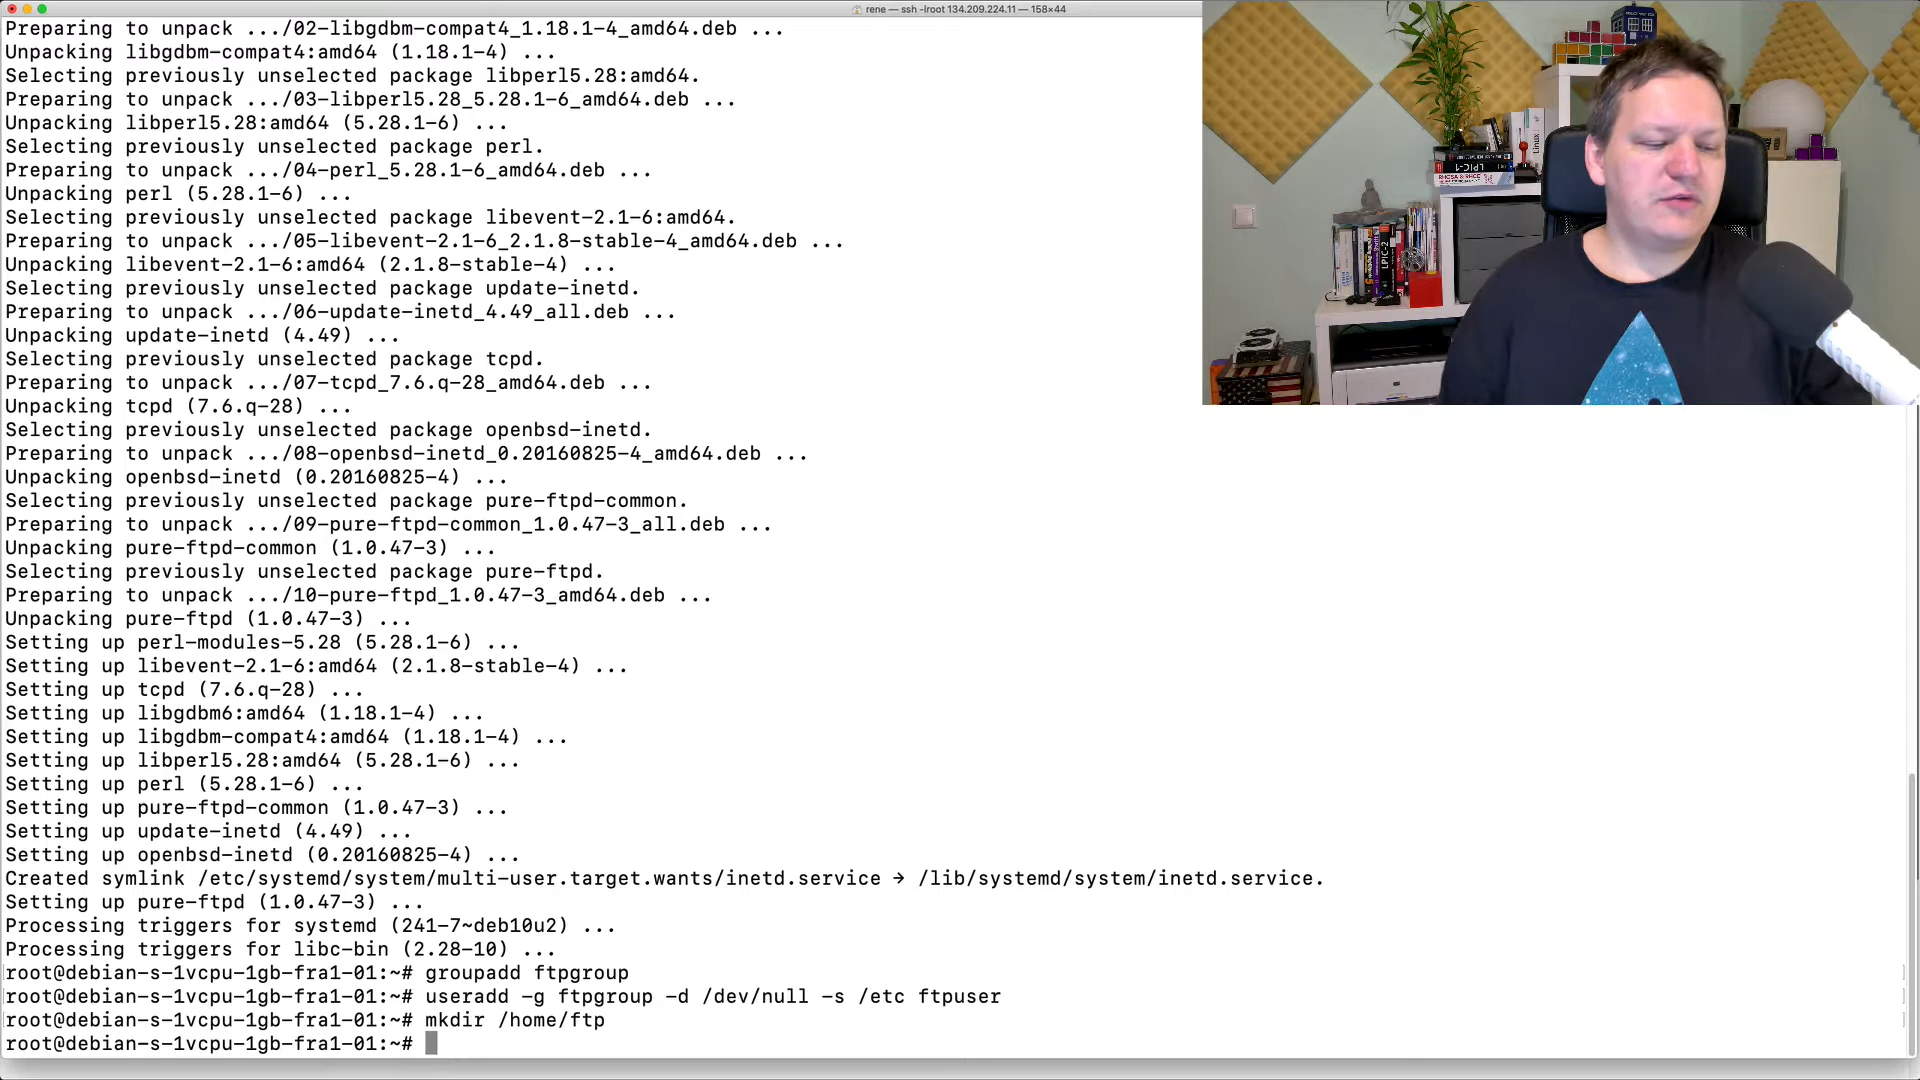 rene — ssh -lroot 134.209.224.11 — 158×44
Preparing to unpack .../02-libgdbm-compat4_1.18.1-4_amd64.deb ...
Unpacking libgdbm-compat4:amd64 (1.18.1-4) ...
Selecting previously unselected package libperl5.28:amd64.
Preparing to unpack .../03-libperl5.28_5.28.1-6_amd64.deb ...
Unpacking libperl5.28:amd64 (5.28.1-6) ...
Selecting previously unselected package perl.
Preparing to unpack .../04-perl_5.28.1-6_amd64.deb ...
Unpacking perl (5.28.1-6) ...
Selecting previously unselected package libevent-2.1-6:amd64.
Preparing to unpack .../05-libevent-2.1-6_2.1.8-stable-4_amd64.deb ...
Unpacking libevent-2.1-6:amd64 (2.1.8-stable-4) ...
Selecting previously unselected package update-inetd.
Preparing to unpack .../06-update-inetd_4.49_all.deb ...
Unpacking update-inetd (4.49) ...
Selecting previously unselected package tcpd.
Preparing to unpack .../07-tcpd_7.6.q-28_amd64.deb ...
Unpacking tcpd (7.6.q-28) ...
Selecting previously unselected package openbsd-inetd.
Preparing to unpack .../08-openbsd-inetd_0.20160825-4_amd64.deb ...
Unpacking openbsd-inetd (0.20160825-4) ...
Selecting previously unselected package pure-ftpd-common.
Preparing to unpack .../09-pure-ftpd-common_1.0.47-3_all.deb ...
Unpacking pure-ftpd-common (1.0.47-3) ...
Selecting previously unselected package pure-ftpd.
Preparing to unpack .../10-pure-ftpd_1.0.47-3_amd64.deb ...
Unpacking pure-ftpd (1.0.47-3) ...
Setting up perl-modules-5.28 (5.28.1-6) ...
Setting up libevent-2.1-6:amd64 (2.1.8-stable-4) ...
Setting up tcpd (7.6.q-28) ...
Setting up libgdbm6:amd64 (1.18.1-4) ...
Setting up libgdbm-compat4:amd64 (1.18.1-4) ...
Setting up libperl5.28:amd64 (5.28.1-6) ...
Setting up perl (5.28.1-6) ...
Setting up pure-ftpd-common (1.0.47-3) ...
Setting up update-inetd (4.49) ...
Setting up openbsd-inetd (0.20160825-4) ...
Created symlink /etc/systemd/system/multi-user.target.wants/inetd.service → /lib/systemd/system/inetd.service.
Setting up pure-ftpd (1.0.47-3) ...
Processing triggers for systemd (241-7~deb10u2) ...
Processing triggers for libc-bin (2.28-10) ...
root@debian-s-1vcpu-1gb-fra1-01:~# groupadd ftpgroup
root@debian-s-1vcpu-1gb-fra1-01:~# useradd -g ftpgroup -d /dev/null -s /etc ftpuser
root@debian-s-1vcpu-1gb-fra1-01:~# mkdir /home/ftp
root@debian-s-1vcpu-1gb-fra1-01:~#
Linux
LPIC-1
RHCSA & RHCE
LPIC-2